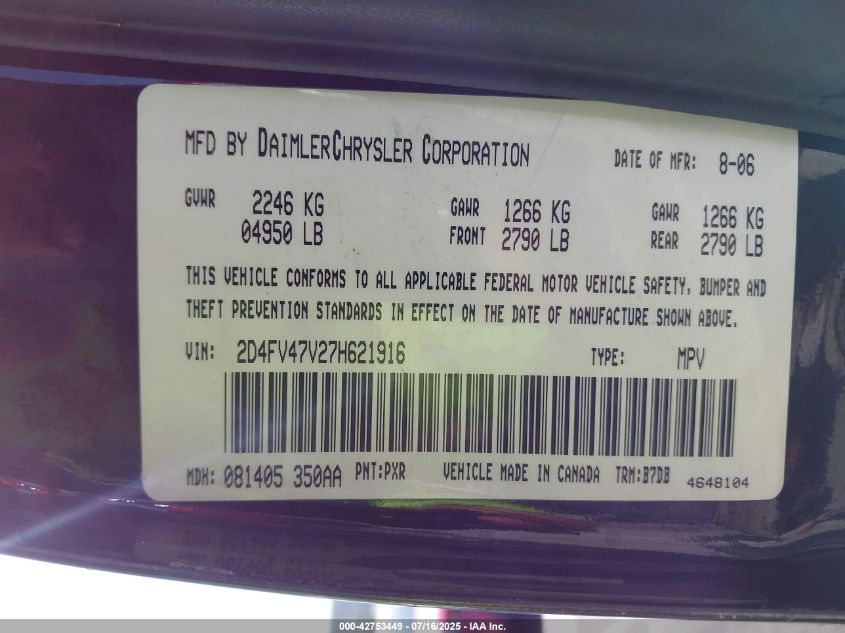 MFD BY DAIMLERCHRYSLER CORPORATION DATE OF MFR: 8-06
GVWR 2246 KG GAWR 1266 KG GAWR 1266 KG
04950 LB FRONT 2790 LB REAR 2790 LB
THIS VEHICLE CONFORMS TO ALL APPLICABLE FEDERAL MOTOR VEHICLE SAFETY, BUMPER AND
THEFT PREVENTION STANDARDS IN EFFECT ON THE DATE OF MANUFACTURE SHOWN ABOVE.
VIN: 2D4FV47V27H621916 TYPE: MPV
MDH: 081405 350AA PNT:PXR VEHICLE MADE IN CANADA TRM:B7DB 4648104
000-42753449 - 07/16/2025 - IAA Inc.